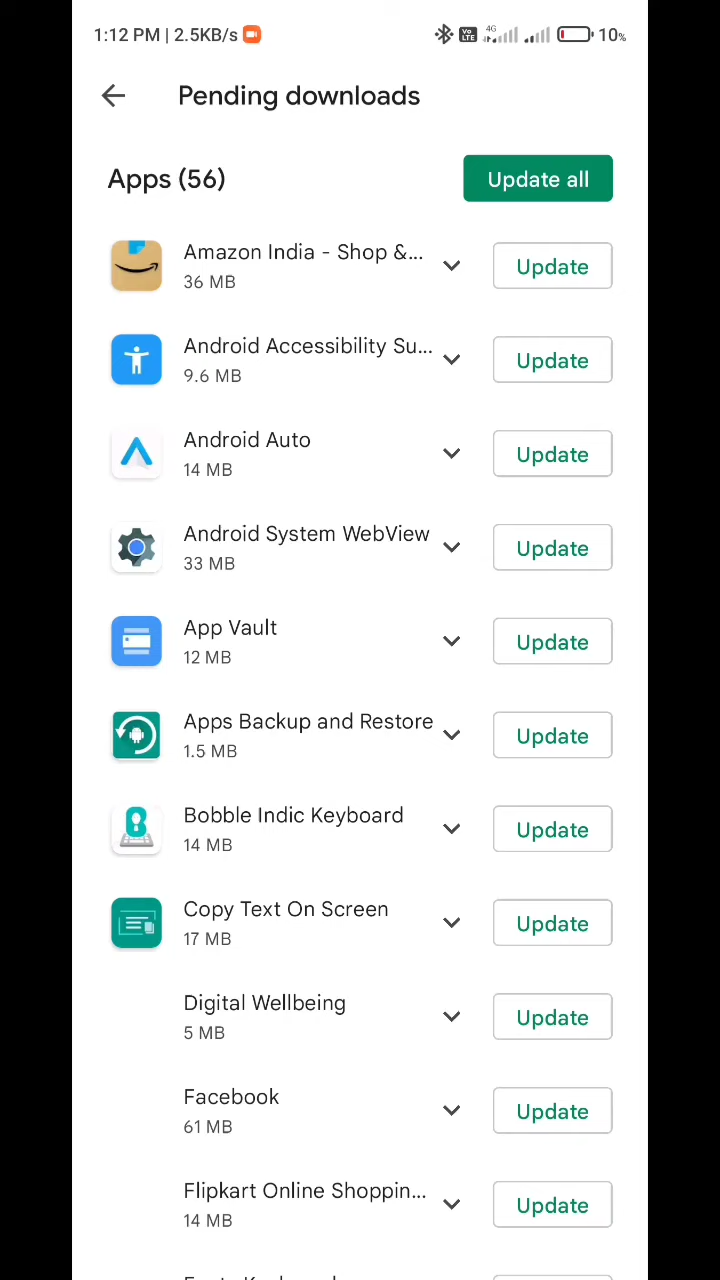 1:12 PM | 2.5KB/s
Vo LTE 4G 10%
Pending downloads
Apps (56)
Update all
Amazon India - Shop &...
36 MB
Update
Android Accessibility Su...
9.6 MB
Update
Android Auto
14 MB
Update
Android System WebView
33 MB
Update
App Vault
12 MB
Update
Apps Backup and Restore
1.5 MB
Update
Bobble Indic Keyboard
14 MB
Update
Copy Text On Screen
17 MB
Update
Digital Wellbeing
5 MB
Update
Facebook
61 MB
Update
Flipkart Online Shoppin...
14 MB
Update